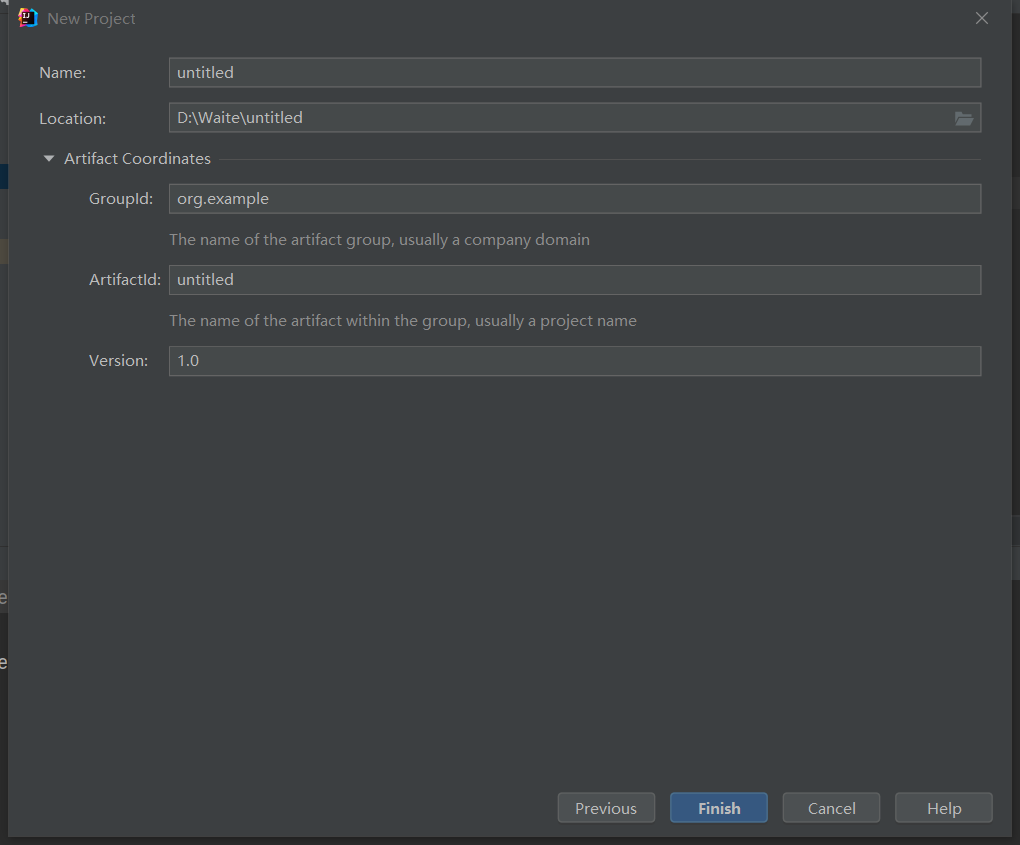 New Project
Name: untitled
Location: D:\Waite\untitled
Artifact Coordinates
GroupId: org.example
The name of the artifact group, usually a company domain
ArtifactId: untitled
The name of the artifact within the group, usually a project name
Version: 1.0
e
e
Previous Finish Cancel Help